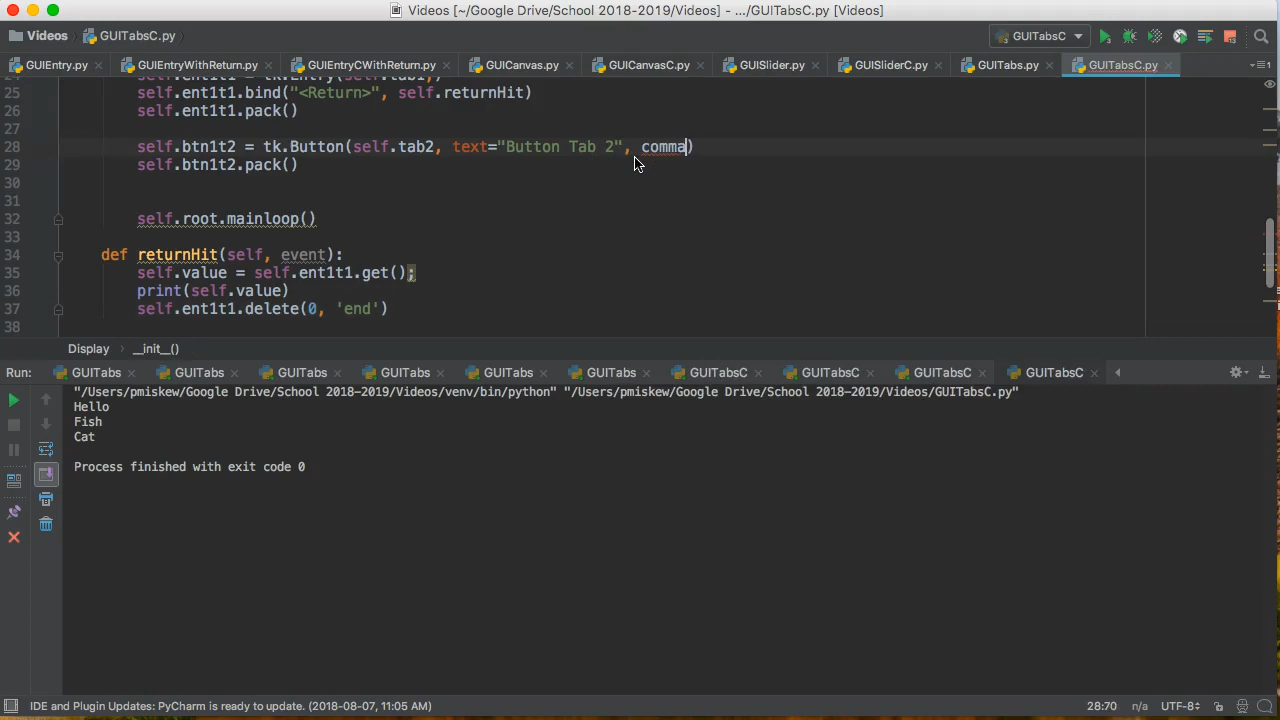 Videos [~/Google Drive/School 2018-2019/Videos] - .../GUITabsC.py [Videos]
Videos GUITabsC.py GUITabsC
GUIEntry.py GUIEntryWithReturn.py GUIEntryCWithReturn.py GUICanvas.py GUICanvasC.py GUISlider.py GUISliderC.py GUITabs.py GUITabsC.py
25 self.ent1t1.bind("<Return>", self.returnHit)
26 self.ent1t1.pack()
27
28 self.btn1t2 = tk.Button(self.tab2, text="Button Tab 2", comma)
29 self.btn1t2.pack()
30
31
32 self.root.mainloop()
33
34 def returnHit(self, event):
35 self.value = self.ent1t1.get();
36 print(self.value)
37 self.ent1t1.delete(0, 'end')
38
Display __init__()
Run: GUITabs GUITabs GUITabs GUITabs GUITabs GUITabs GUITabsC GUITabsC GUITabsC GUITabsC
"/Users/pmiskew/Google Drive/School 2018-2019/Videos/venv/bin/python" "/Users/pmiskew/Google Drive/School 2018-2019/Videos/GUITabsC.py"
Hello
Fish
Cat
Process finished with exit code 0
IDE and Plugin Updates: PyCharm is ready to update. (2018-08-07, 11:05 AM) 28:70 n/a UTF-8